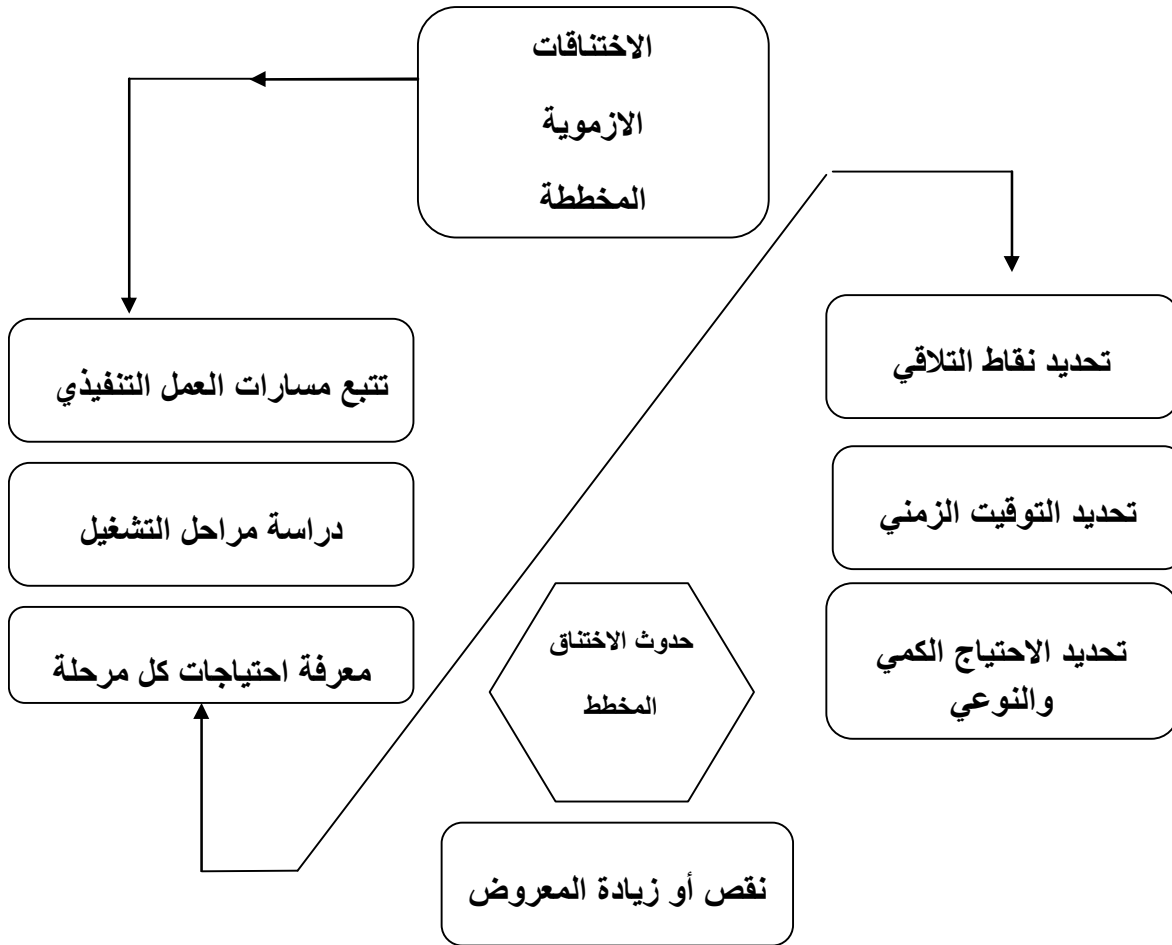 الاختناقات
الازموية
المخططة
تتبع مسارات العمل التنفيذي
دراسة مراحل التشغيل
معرفة احتياجات كل مرحلة
تحديد نقاط التلاقي
تحديد التوقيت الزمني
تحديد الاحتياج الكمي
والنوعي
حدوث الاختناق
المخطط
نقص أو زيادة المعروض